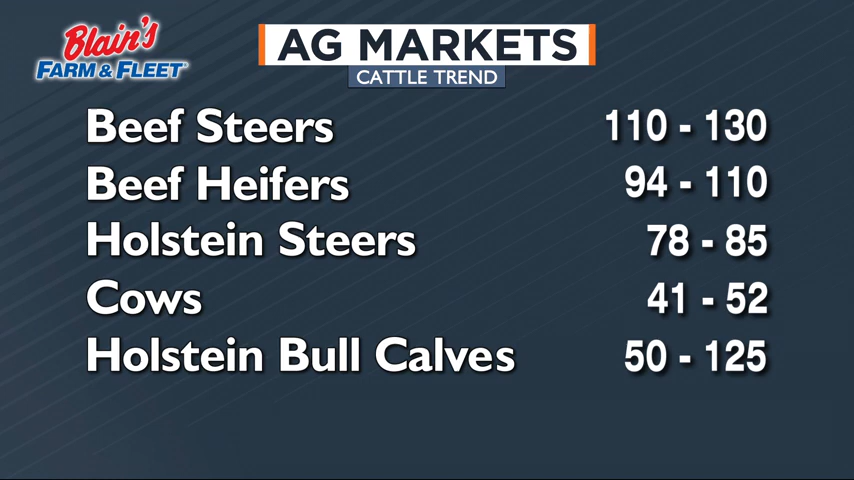 Blain's
FARM & FLEET
AG MARKETS
CATTLE TREND
Beef Steers 110 - 130
Beef Heifers 94 - 110
Holstein Steers 78 - 85
Cows 41 - 52
Holstein Bull Calves 50 - 125